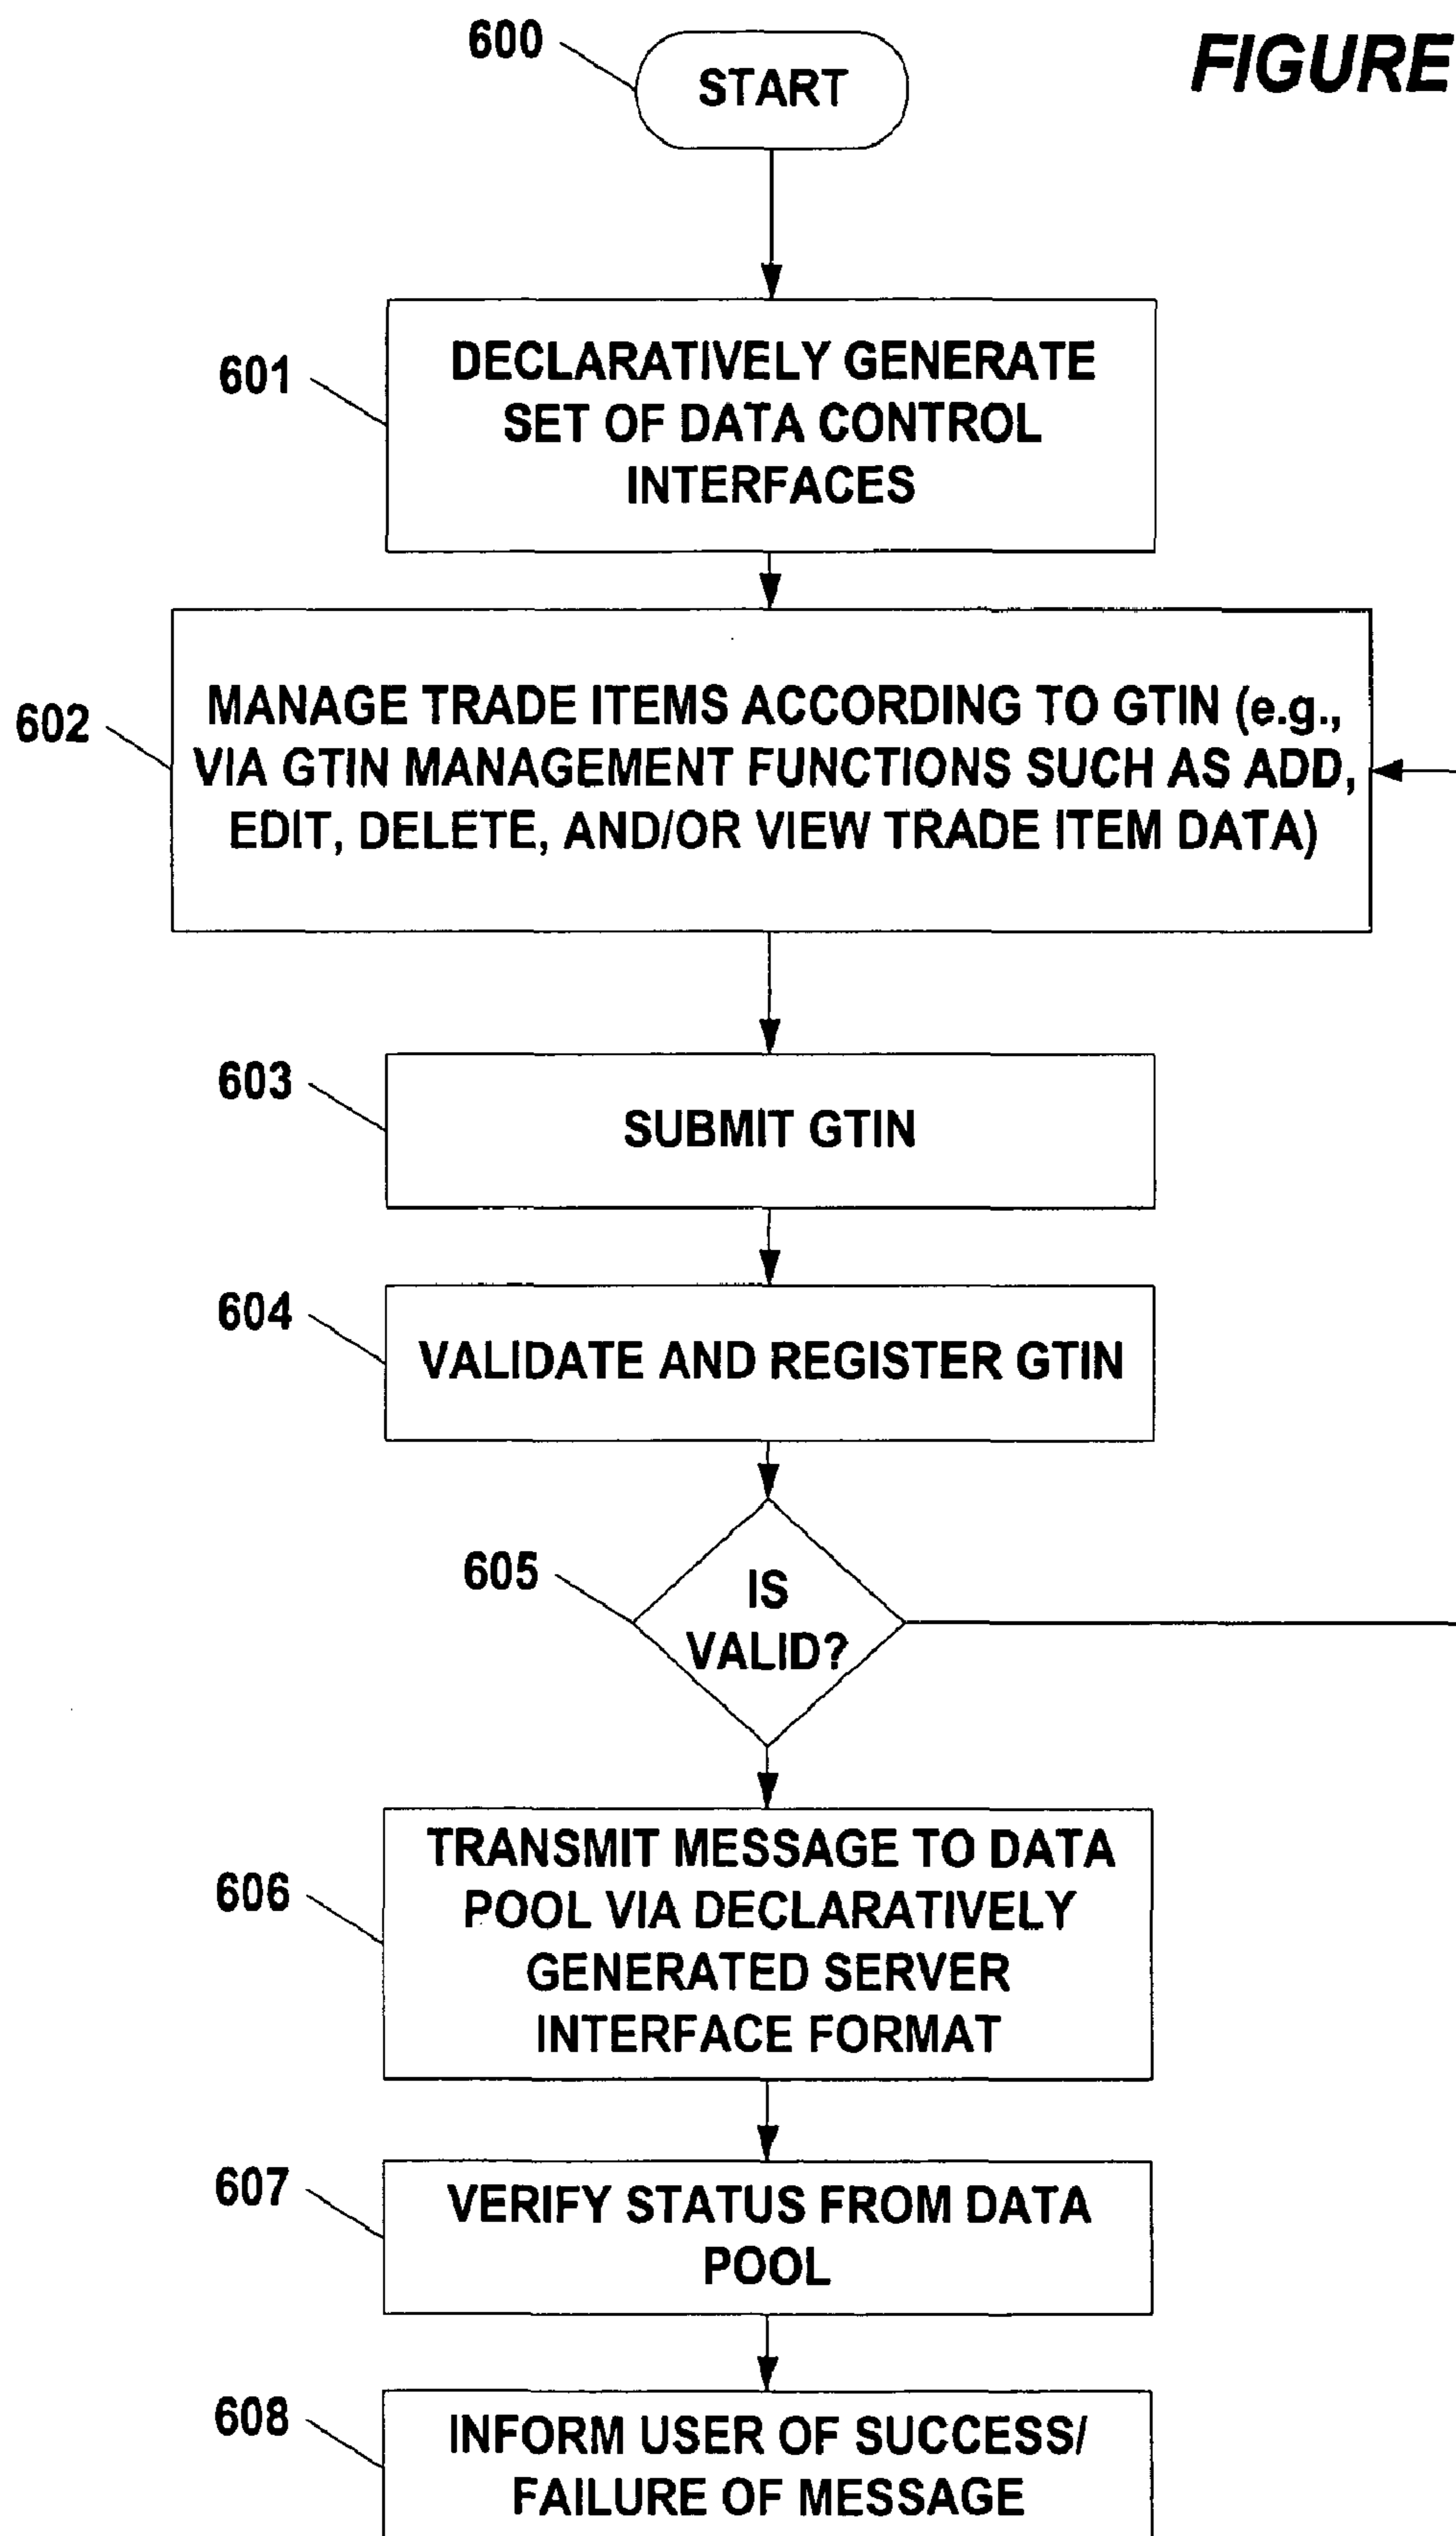 600
START
FIGURE
601
DECLARATIVELY GENERATE
SET OF DATA CONTROL
INTERFACES
602
MANAGE TRADE ITEMS ACCORDING TO GTIN (e.g.,
VIA GTIN MANAGEMENT FUNCTIONS SUCH AS ADD,
EDIT, DELETE, AND/OR VIEW TRADE ITEM DATA)
603
SUBMIT GTIN
604
VALIDATE AND REGISTER GTIN
605
IS
VALID?
606
TRANSMIT MESSAGE TO DATA
POOL VIA DECLARATIVELY
GENERATED SERVER
INTERFACE FORMAT
607
VERIFY STATUS FROM DATA
POOL
608
INFORM USER OF SUCCESS/
FAILURE OF MESSAGE